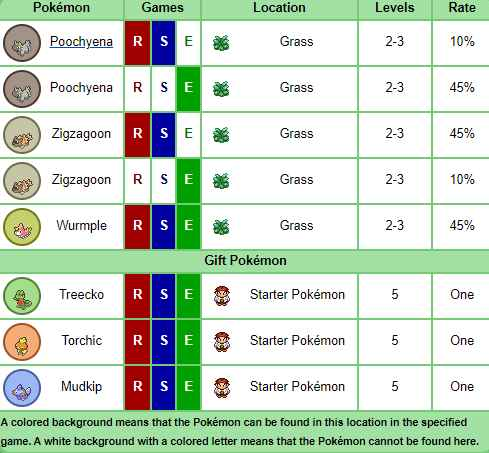 Pokémon Games Location Levels Rate
Poochyena R S E Grass 2-3 10%
Poochyena R S E Grass 2-3 45%
Zigzagoon R S E Grass 2-3 45%
Zigzagoon R S E Grass 2-3 10%
Wurmple R S E Grass 2-3 45%
Gift Pokémon
Treecko R S E Starter Pokémon 5 One
Torchic R S E Starter Pokémon 5 One
Mudkip R S E Starter Pokémon 5 One
A colored background means that the Pokémon can be found in this location in the specified
game. A white background with a colored letter means that the Pokémon cannot be found here.